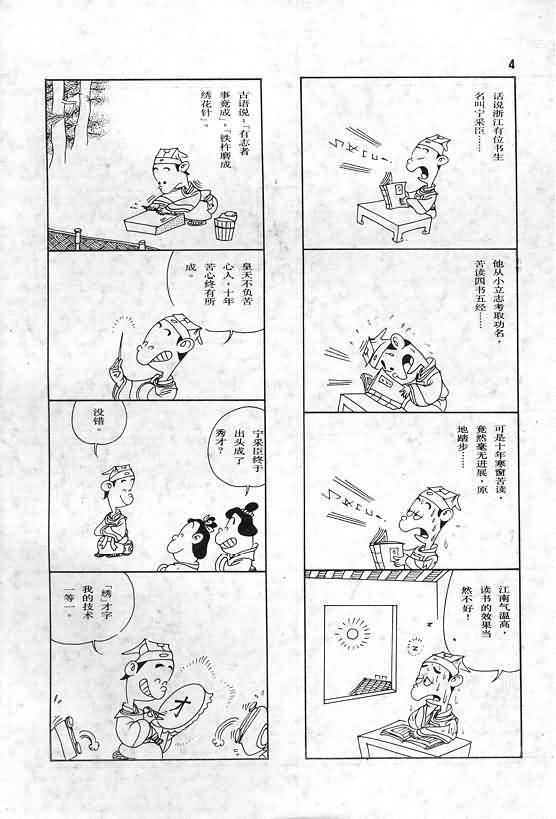 4
话说浙江有位书生
名叫宁采臣……
他从小立志考取功名，
苦读四书五经……
可是十年寒窗苦读，
竟然毫无进展，原
地踏步……
江南气温高，
读书的效果当
然不好！
古语说：「有志者
事竟成」，「铁杵磨成
绣花针」。
皇天不负苦
心人，十年
苦心终有所
成。
宁采臣终于
出头成了
秀才？
没错。
「绣」才字
我的技术
一等一。
才